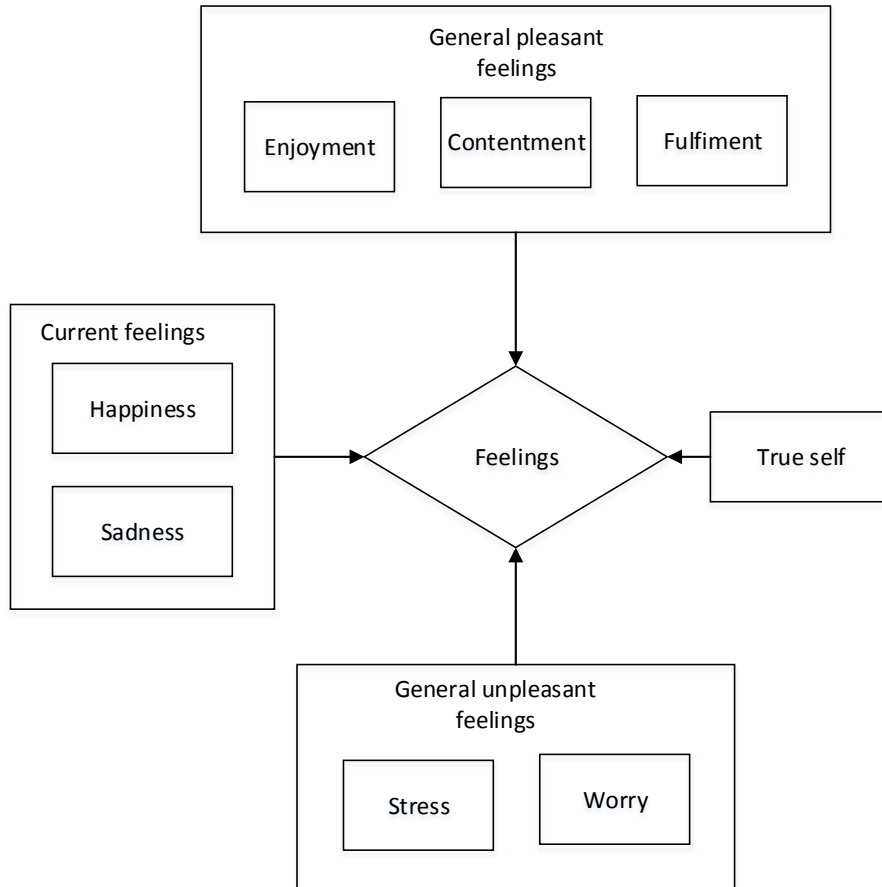 General pleasant
feelings
Enjoyment
Contentment
Fulfiment
Current feelings
Happiness
Sadness
Feelings
True self
General unpleasant
feelings
Stress
Worry